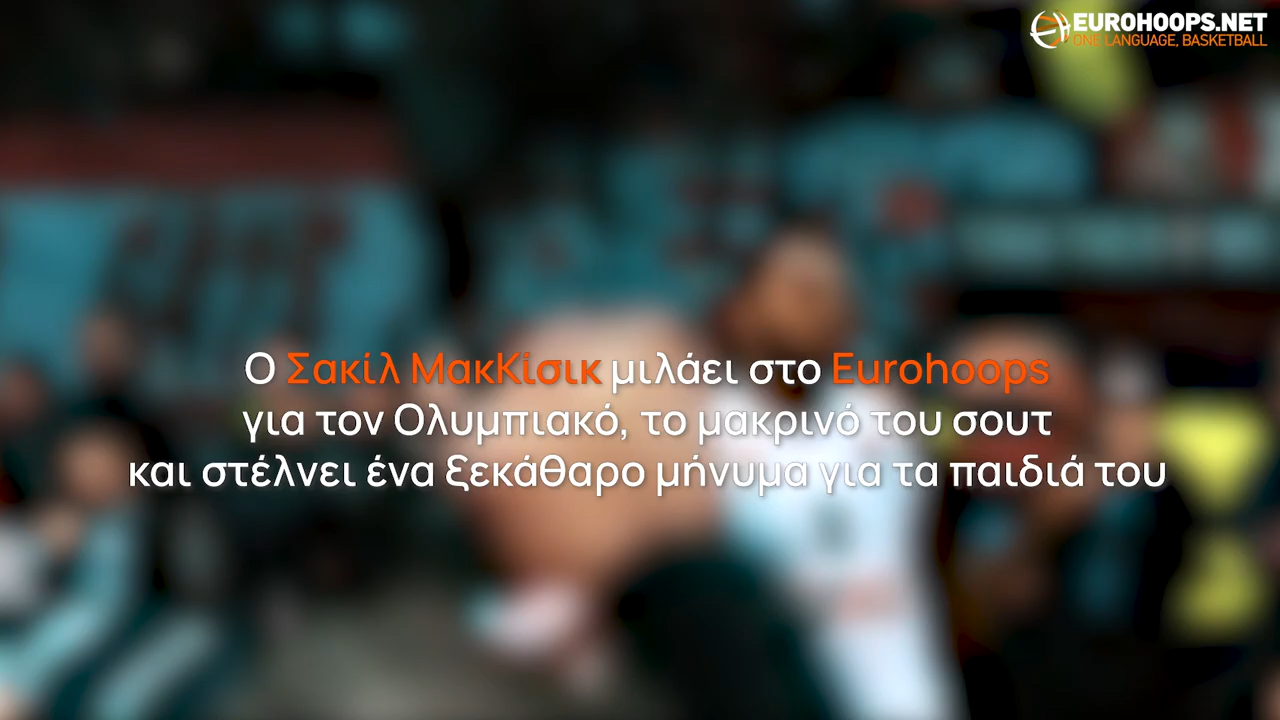 EUROHOOPS.NET
ONE LANGUAGE, BASKETBALL
Ο Σακίλ ΜακΚίσικ μιλάει στο Eurohoops
για τον Ολυμπιακό, το μακρινό του σουτ
και στέλνει ένα ξεκάθαρο μήνυμα για τα παιδιά του